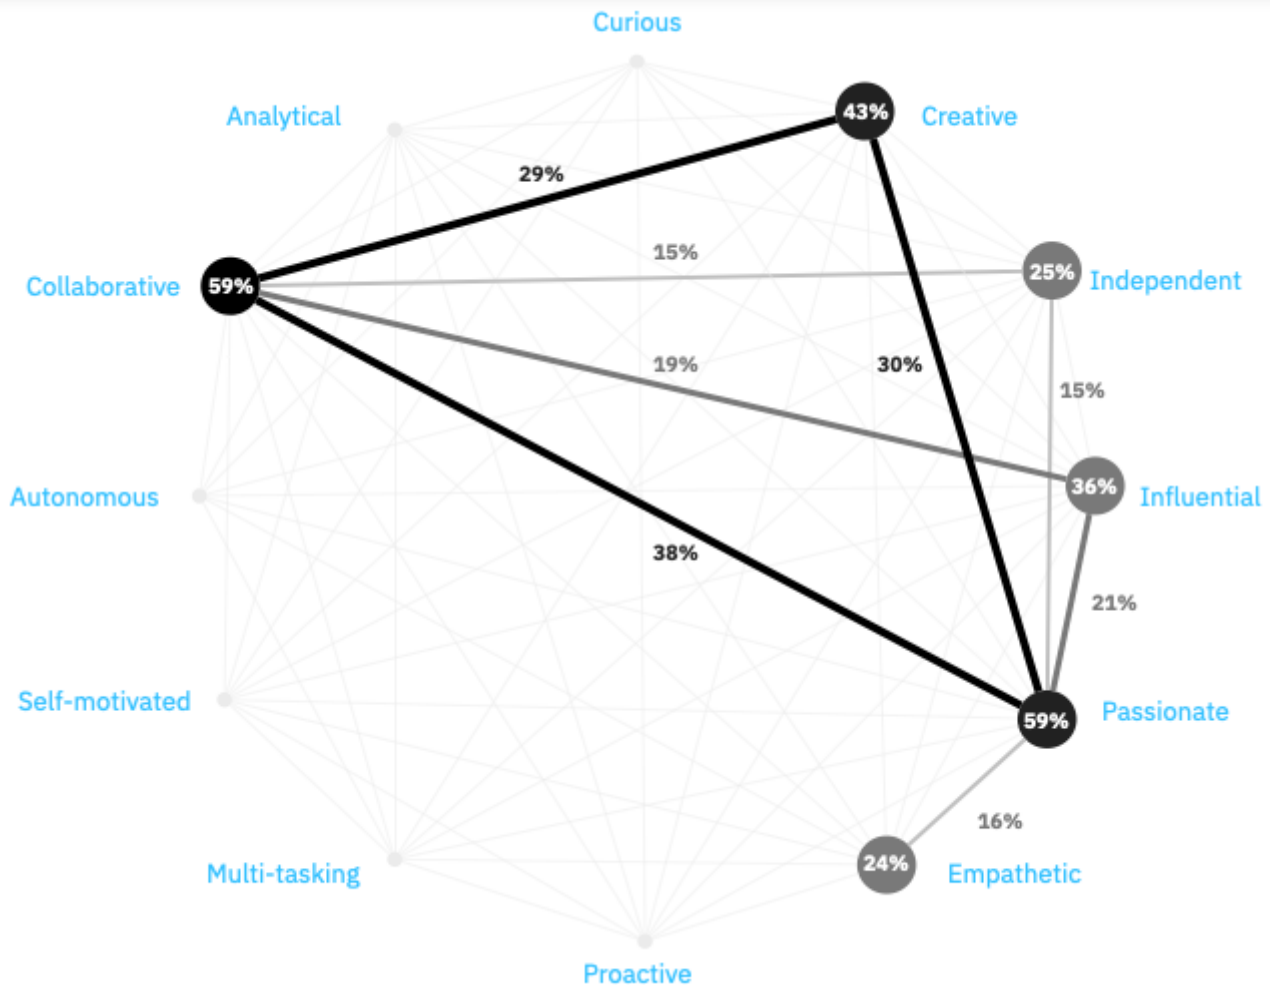 Curious
Analytical
43%
Creative
29%
15%
25%
Independent
Collaborative
59%
19%
30%
15%
36%
Influential
Autonomous
38%
21%
Self-motivated
59%
Passionate
16%
24%
Empathetic
Multi-tasking
Proactive